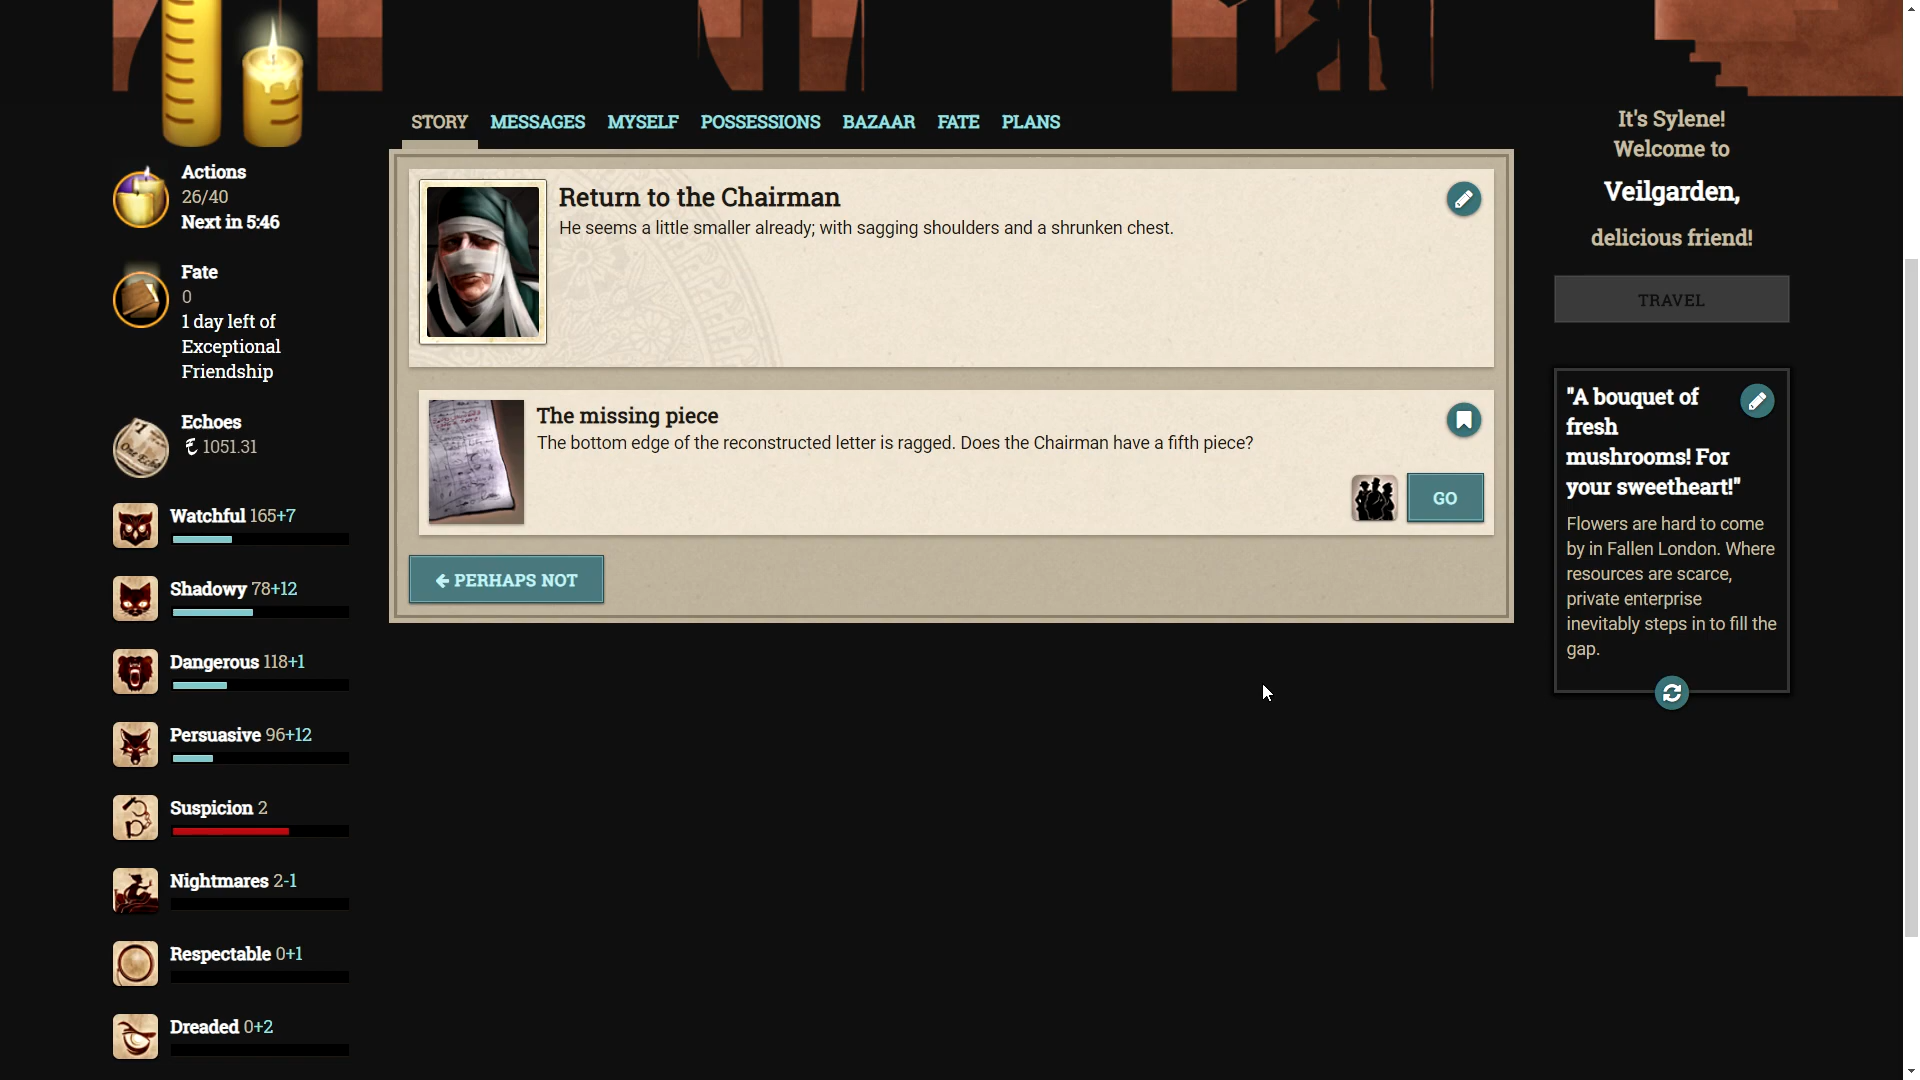 STORY MESSAGES MYSELF POSSESSIONS BAZAAR FATE PLANS
Actions
26/40
Next in 5:46
Fate
0
1 day left of
Exceptional
Friendship
Echoes
1051.31
Watchful 165+7
Shadowy 78+12
Dangerous 118+1
Persuasive 96+12
Suspicion 2
Nightmares 2-1
Respectable 0+1
Dreaded 0+2
Return to the Chairman
He seems a little smaller already; with sagging shoulders and a shrunken chest.
The missing piece
The bottom edge of the reconstructed letter is ragged. Does the Chairman have a fifth piece?
GO
PERHAPS NOT
It's Sylene!
Welcome to
Veilgarden,
delicious friend!
TRAVEL
"A bouquet of
fresh
mushrooms! For
your sweetheart!"
Flowers are hard to come
by in Fallen London. Where
resources are scarce,
private enterprise
inevitably steps in to fill the
gap.